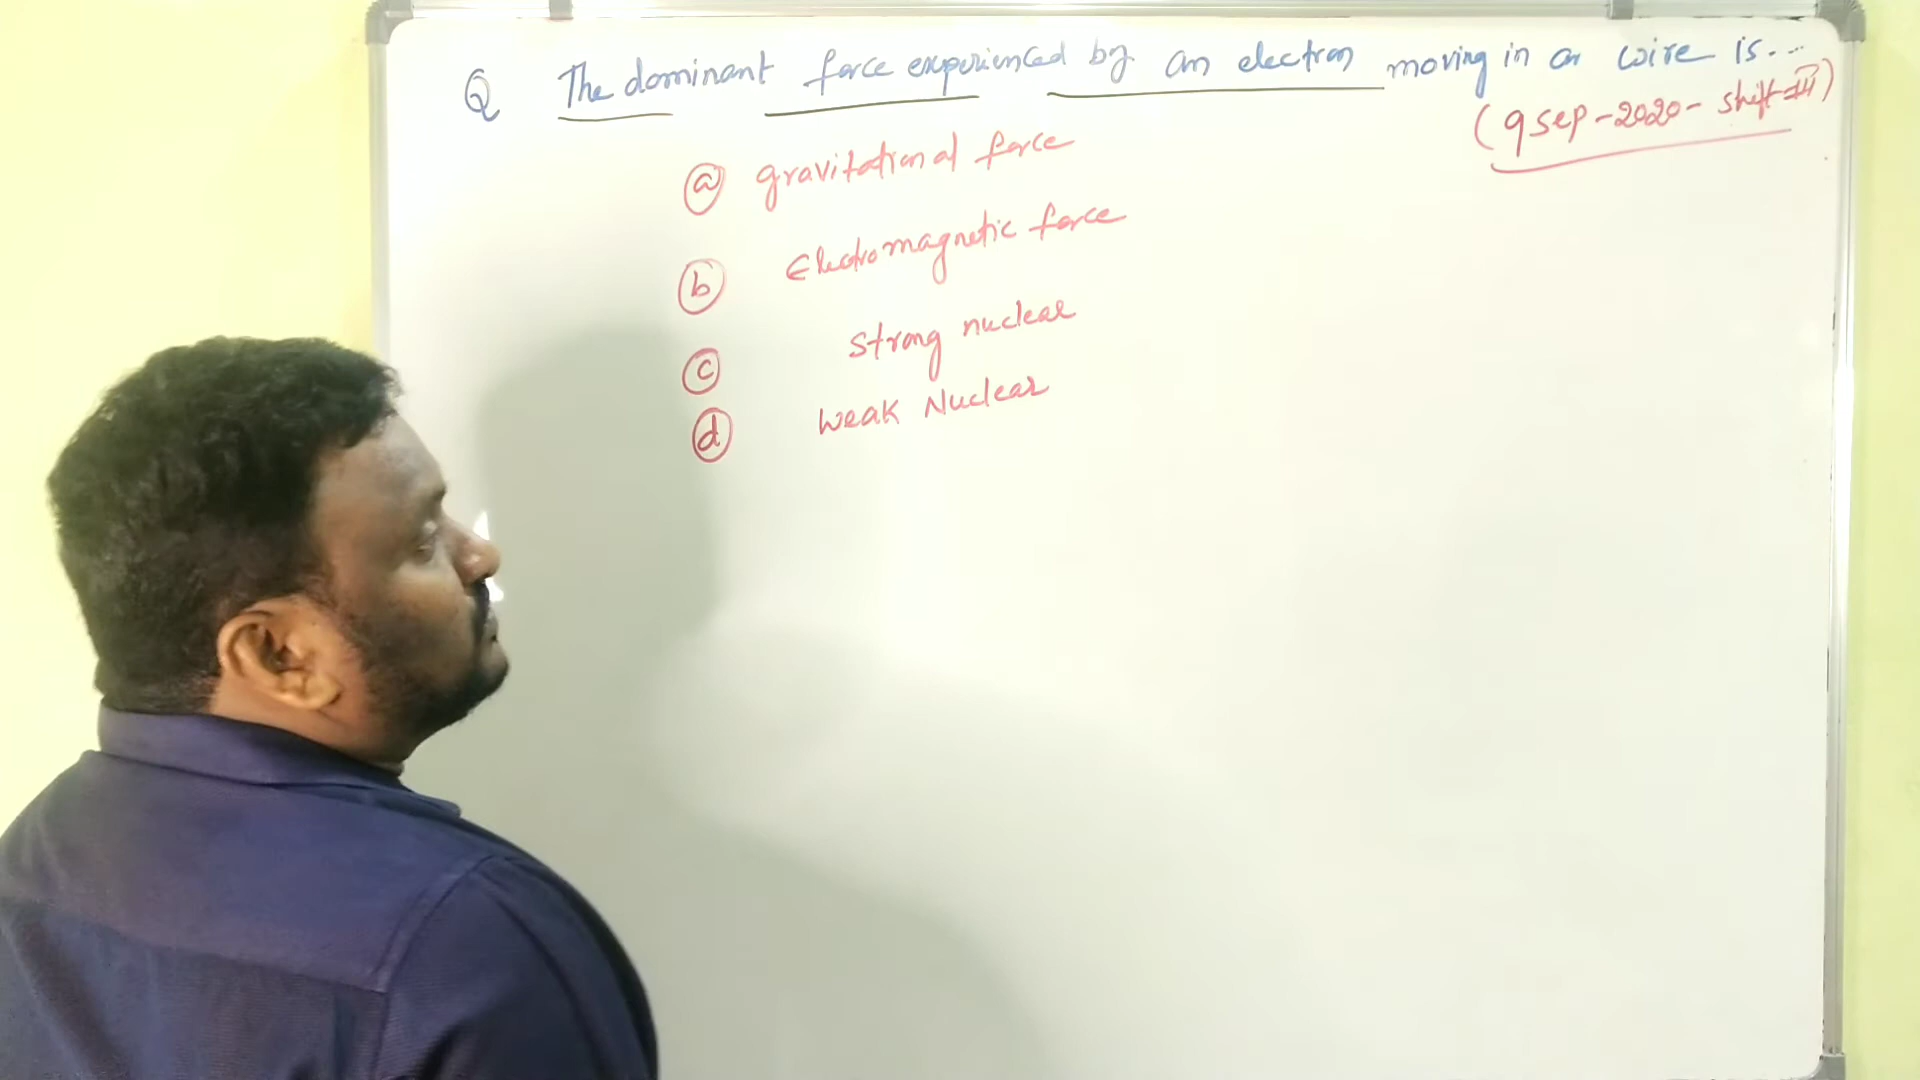 Q The dominant force experienced by an electron moving in a wire is...
(9 Sep - 2020 - shift-III)
(a) gravitational force
(b) Electromagnetic force
(c) Strong nuclear
(d) Weak Nuclear